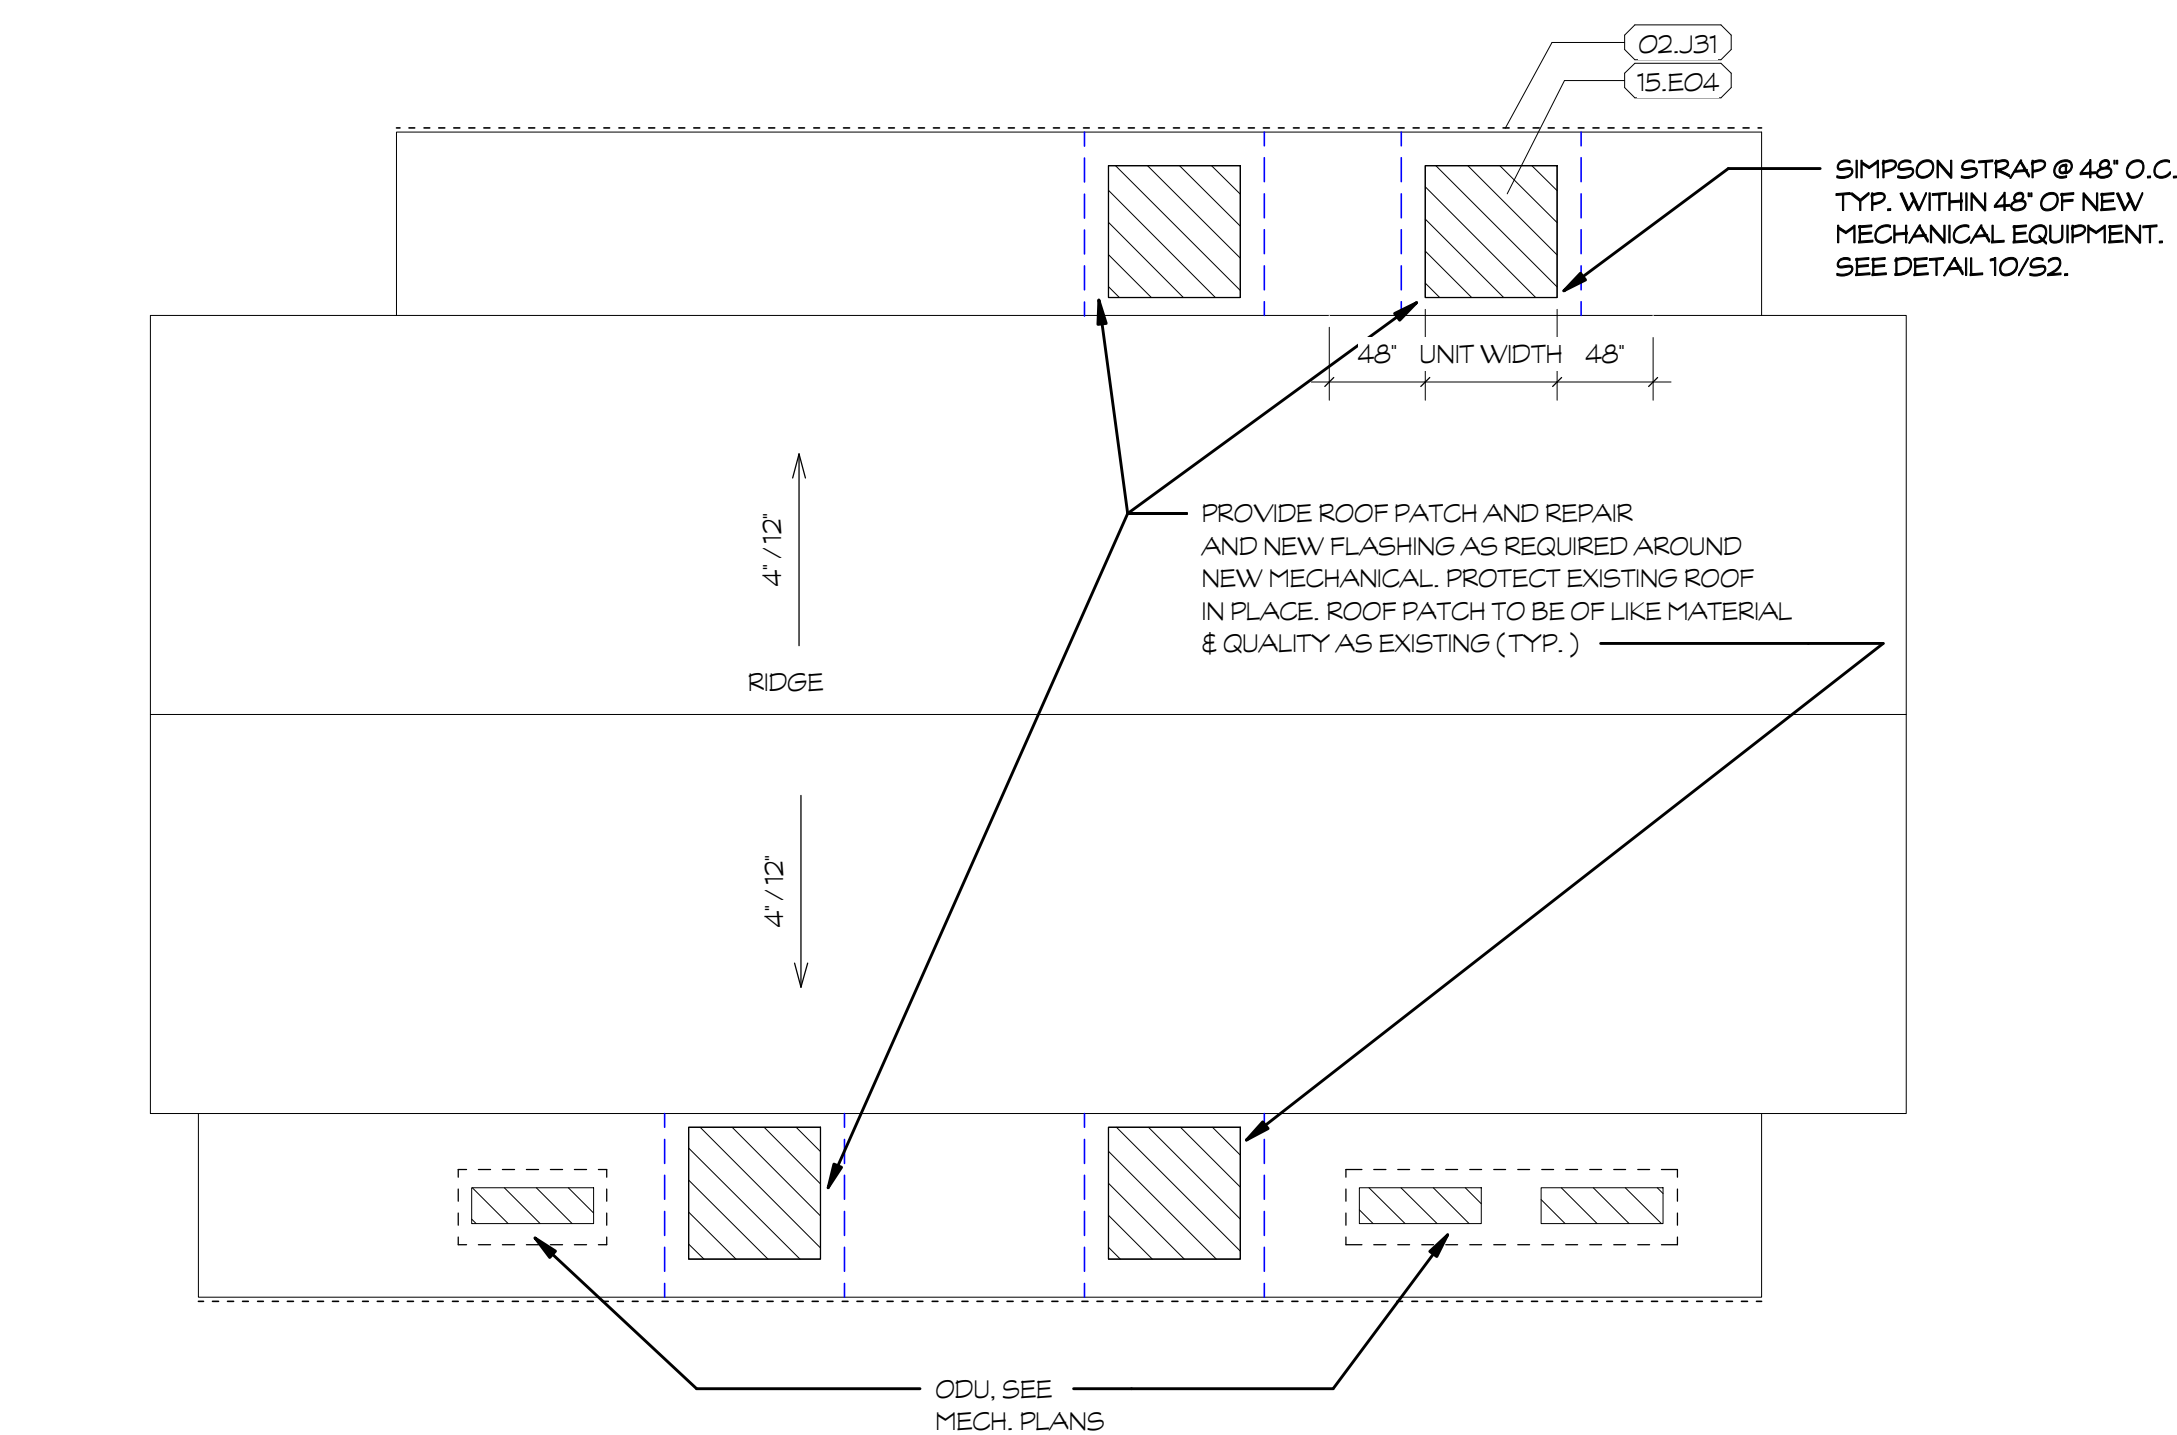 02.J31
15.E04
SIMPSON STRAP @ 48" O.C.
TYP. WITHIN 48" OF NEW
MECHANICAL EQUIPMENT.
SEE DETAIL 10/S2.
48" UNIT WIDTH 48"
PROVIDE ROOF PATCH AND REPAIR
AND NEW FLASHING AS REQUIRED AROUND
NEW MECHANICAL. PROTECT EXISTING ROOF
IN PLACE. ROOF PATCH TO BE OF LIKE MATERIAL
& QUALITY AS EXISTING (TYP. )
4" / 12"
RIDGE
4" / 12"
ODU, SEE
MECH. PLANS